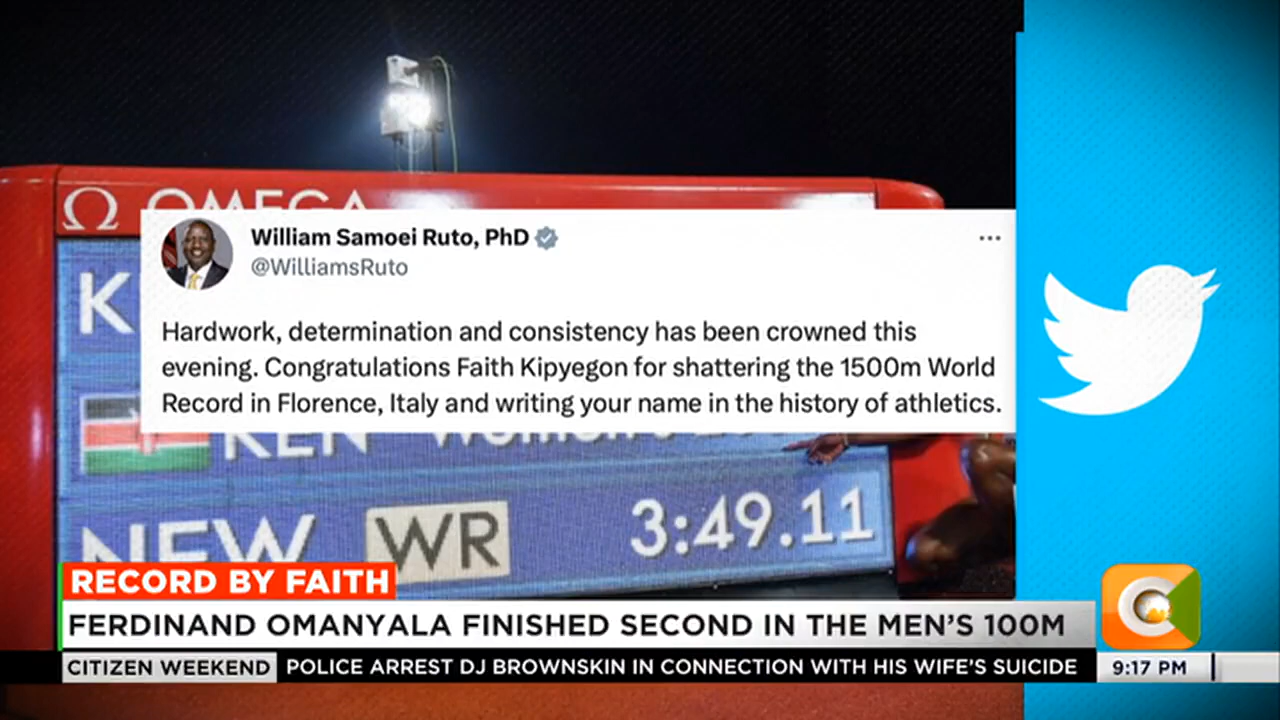 Ω OMEGA
William Samoei Ruto, PhD
@WilliamsRuto
Hardwork, determination and consistency has been crowned this
evening. Congratulations Faith Kipyegon for shattering the 1500m World
Record in Florence, Italy and writing your name in the history of athletics.
K
KEN Women's
NEW WR 3:49.11
RECORD BY FAITH
FERDINAND OMANYALA FINISHED SECOND IN THE MEN'S 100M
CITIZEN WEEKEND POLICE ARREST DJ BROWNSKIN IN CONNECTION WITH HIS WIFE'S SUICIDE
9:17 PM